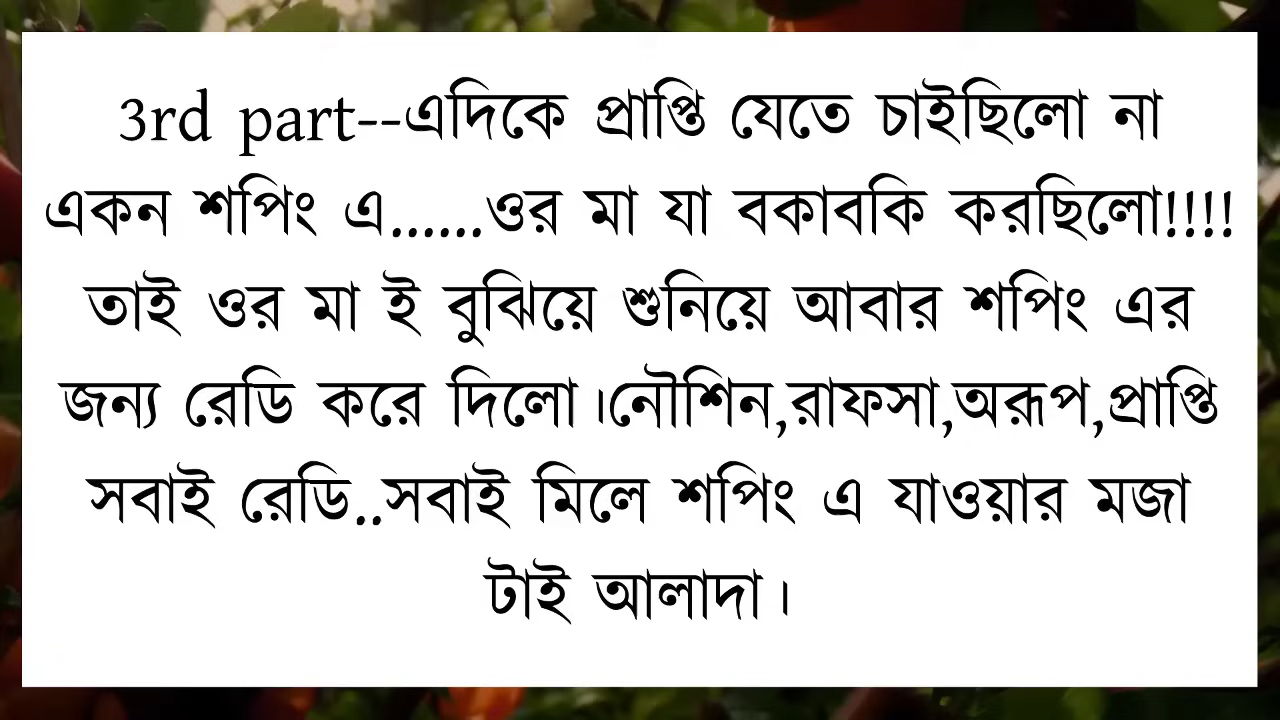 3rd part--এদিকে প্রাপ্তি যেতে চাইছিলো না
একন শপিং এ......ওর মা যা বকাবকি করছিলো!!!!
তাই ওর মা ই বুঝিয়ে শুনিয়ে আবার শপিং এর
জন্য রেডি করে দিলো।নৌশিন,রাফসা,অরূপ,প্রাপ্তি
সবাই রেডি..সবাই মিলে শপিং এ যাওয়ার মজা
টাই আলাদা।